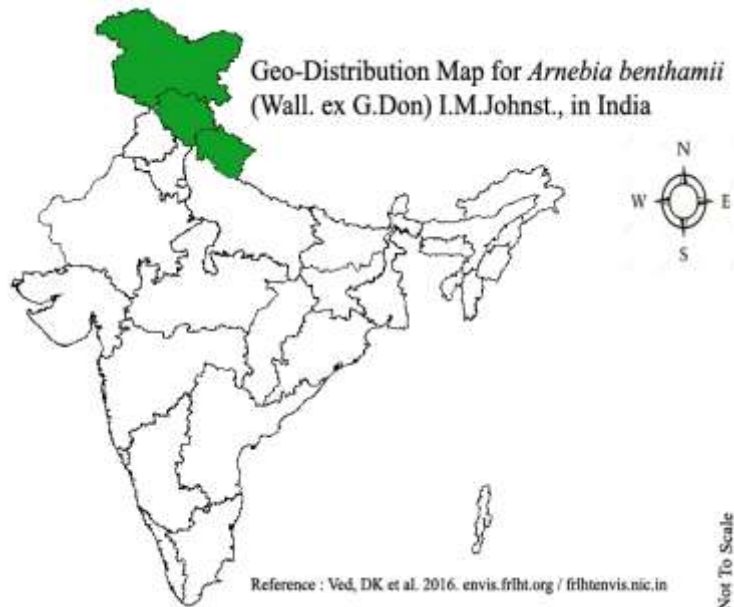 Geo-Distribution Map for Arnebia benthamii
(Wall. ex G.Don) I.M.Johnst., in India
N
W E
S
Not To Scale
Reference : Ved, DK et al. 2016. envis.frlht.org / frlhtenvis.nic.in